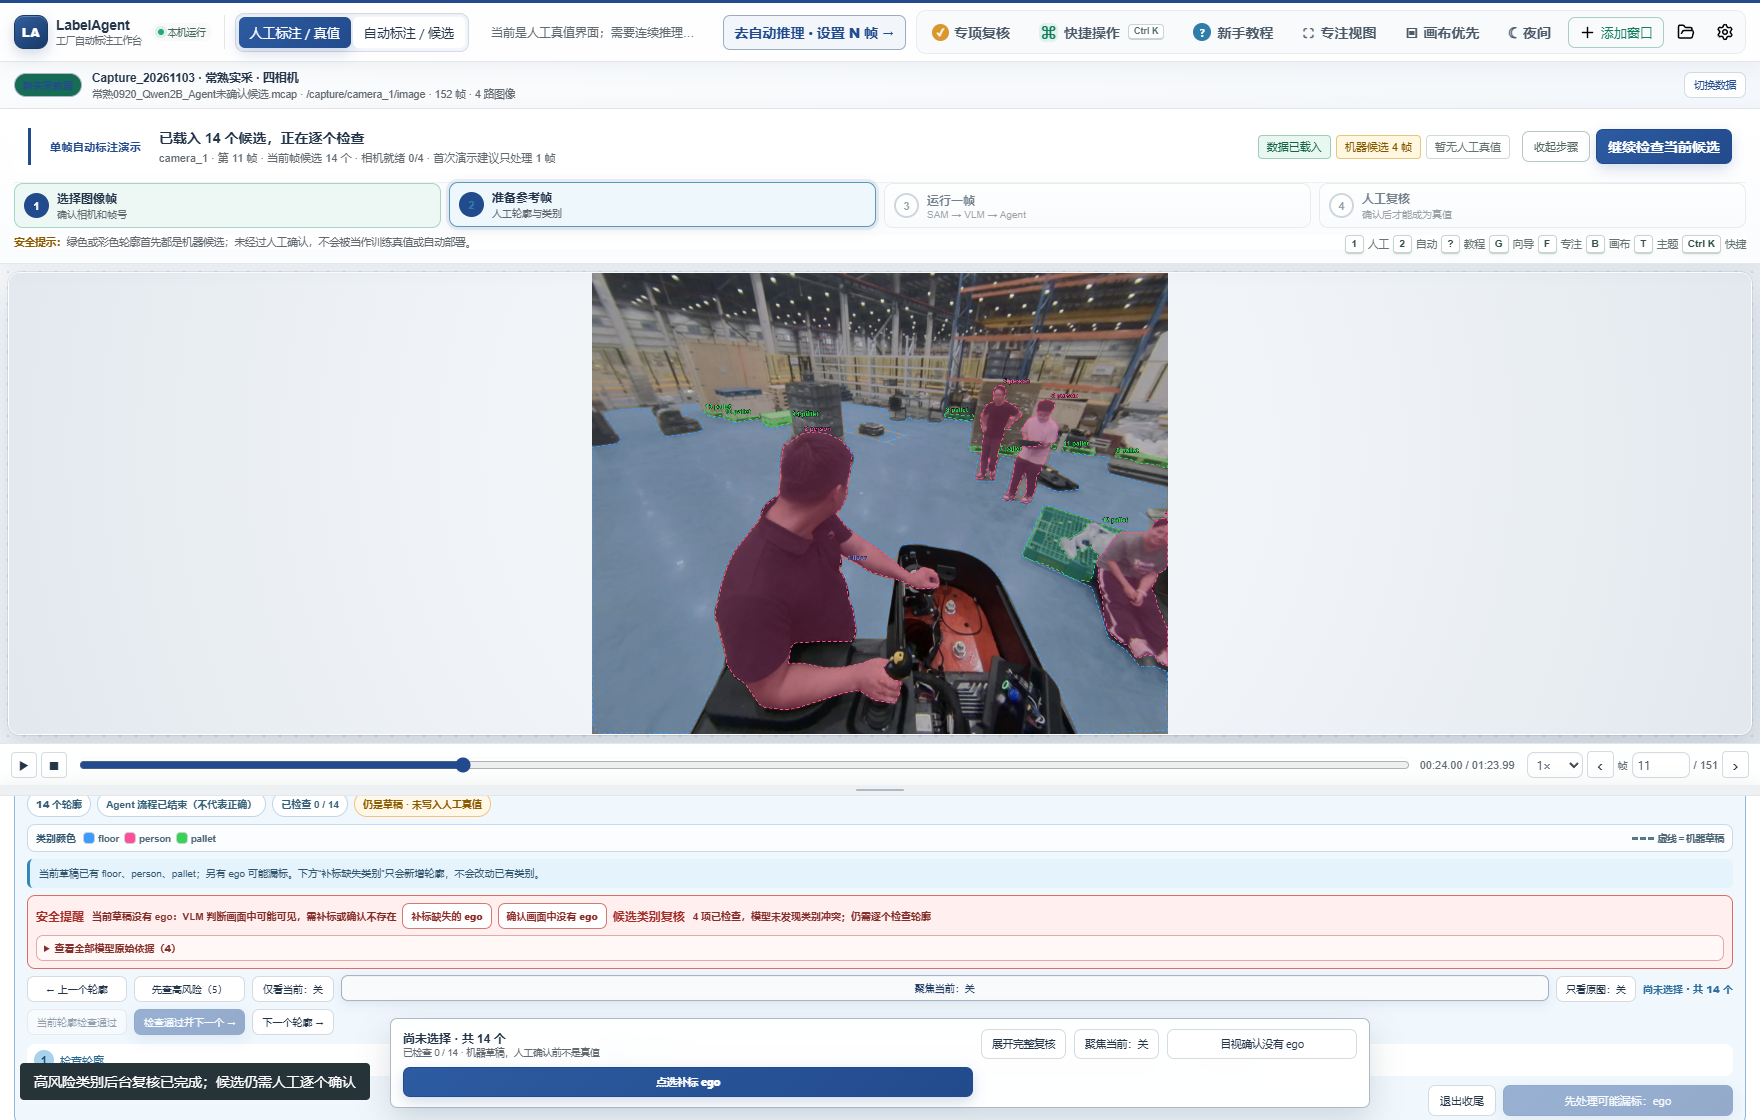 LA
LabelAgent
工厂自动标注工作台
本机运行
人工标注 / 真值
自动标注 / 候选
当前是人工真值界面；需要连续推理...
去自动推理 · 设置 N 帧 →
专项复核
快捷操作
Ctrl K
? 新手教程
专注视图
画布优先
夜间
+ 添加窗口
Capture_20261103 · 常熟实采 · 四相机
常熟0920_Qwen2B_Agent未确认候选.mcap · /capture/camera_1/image · 152 帧 · 4 路图像
切换数据
单帧自动标注演示
已载入 14 个候选，正在逐个检查
camera_1 · 第 11 帧 · 当前帧候选 14 个 · 相机就绪 0/4 · 首次演示建议只处理 1 帧
数据已载入
机器候选 4 帧
暂无人工真值
收起步骤
继续检查当前候选
1 选择图像帧
确认相机和帧号
2 准备参考帧
人工轮廓与类别
3 运行一帧
SAM → VLM → Agent
4 人工复核
确认后才能成为真值
安全提示：绿色或彩色轮廓首先都是机器候选；未经过人工确认，不会被当作训练真值或自动部署。
1 人工 2 自动 ? 教程 G 向导 F 专注 B 画布 T 主题 Ctrl K 快捷
00:24.00 / 01:23.99
1×
‹
帧
11
/ 151
›
14 个轮廓
Agent 流程已结束（不代表正确）
已检查 0 / 14
仍是草稿 · 未写入人工真值
类别颜色 floor person pallet
虚线 = 机器草稿
当前草稿已有 floor、person、pallet；另有 ego 可能漏标。下方“补标缺失类别”只会新增轮廓，不会改动已有类别。
安全提醒 当前草稿没有 ego：VLM 判断画面中可能可见，需补标或确认不存在
补标缺失的 ego
确认画面中没有 ego
候选类别复核 4 项已检查，模型未发现类别冲突；仍需逐个检查轮廓
▸ 查看全部模型原始依据（4）
← 上一个轮廓
先查高风险（5）
仅看当前：关
聚焦当前：关
只看原图：关
尚未选择 · 共 14 个
当前轮廓检查通过
检查通过并下一个 →
下一个轮廓 →
尚未选择 · 共 14 个
已检查 0 / 14 · 机器草稿，人工确认前不是真值
展开完整复核
聚焦当前：关
目视确认没有 ego
点选补标 ego
1 检查轮廓
高风险类别后台复核已完成；候选仍需人工逐个确认
退出收尾
先处理可能漏标：ego